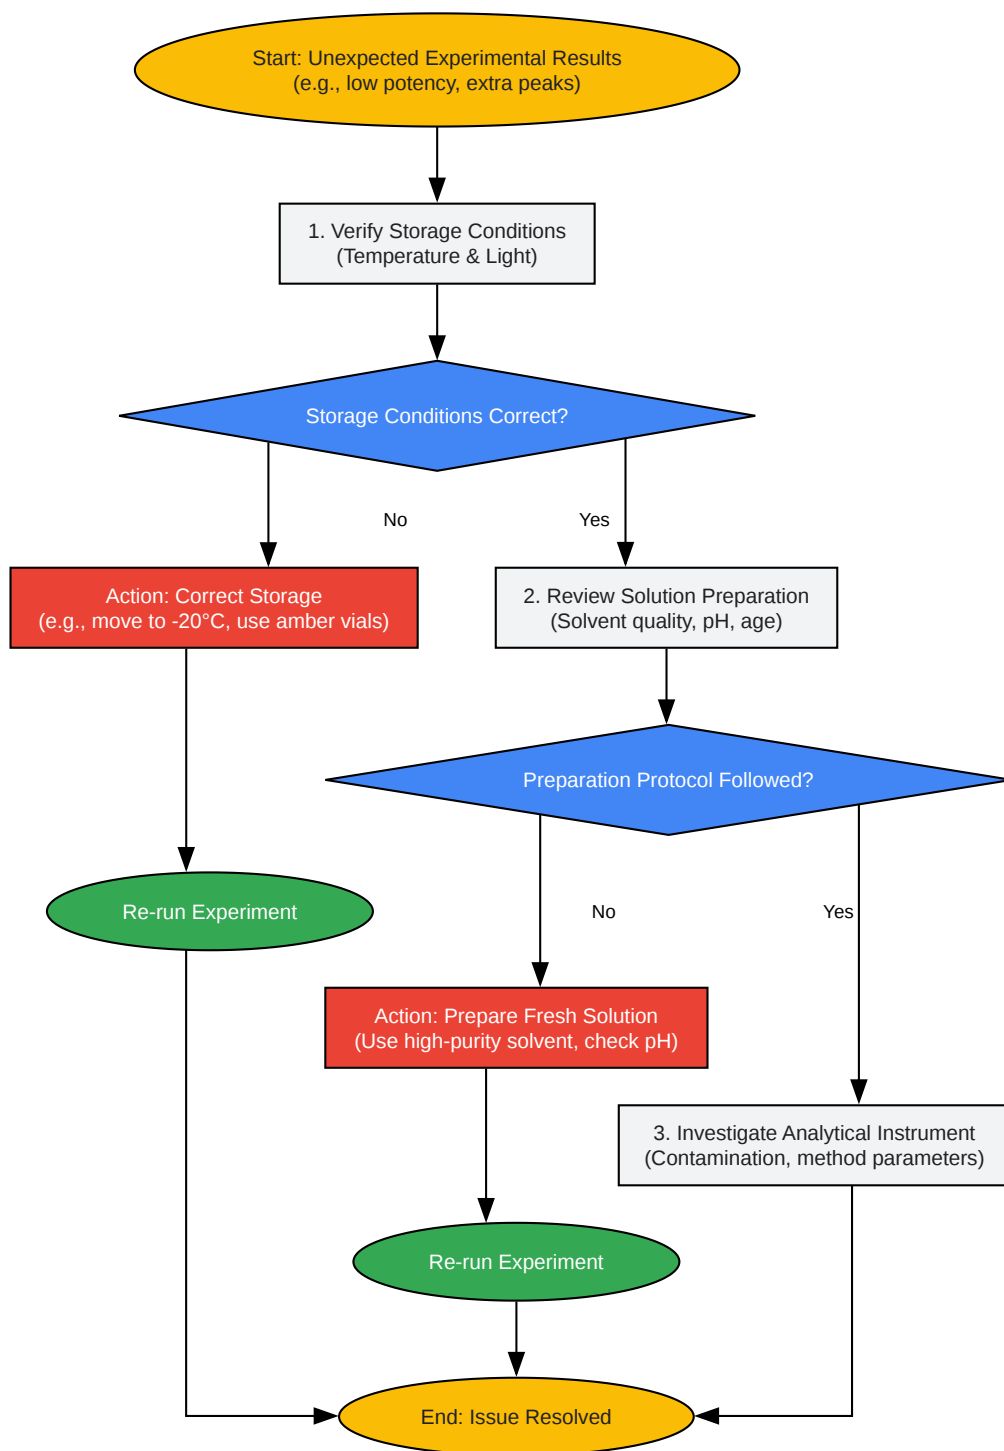 Start: Unexpected Experimental Results
(e.g., low potency, extra peaks)
1. Verify Storage Conditions
(Temperature & Light)
Storage Conditions Correct?
No
Yes
Action: Correct Storage
(e.g., move to -20°C, use amber vials)
2. Review Solution Preparation
(Solvent quality, pH, age)
Preparation Protocol Followed?
Re-run Experiment
No
Yes
Action: Prepare Fresh Solution
(Use high-purity solvent, check pH)
3. Investigate Analytical Instrument
(Contamination, method parameters)
Re-run Experiment
End: Issue Resolved